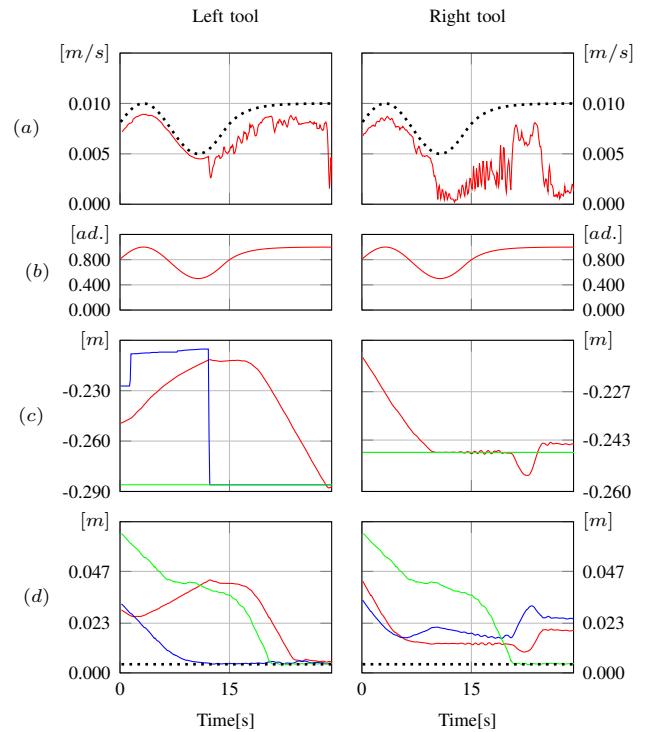 Left tool Right tool
[m/s] [m/s]
0.010 0.010
(a)
0.005 0.005
0.000 0.000
[ad.] [ad.]
0.800 0.800
(b)
0.400 0.400
0.000 0.000
[m] [m]
-0.230 -0.227
(c)
-0.260 -0.243
-0.290 -0.260
[m] [m]
0.047 0.047
(d)
0.023 0.023
0.000 0.000
0 15 0 15
Time[s] Time[s]